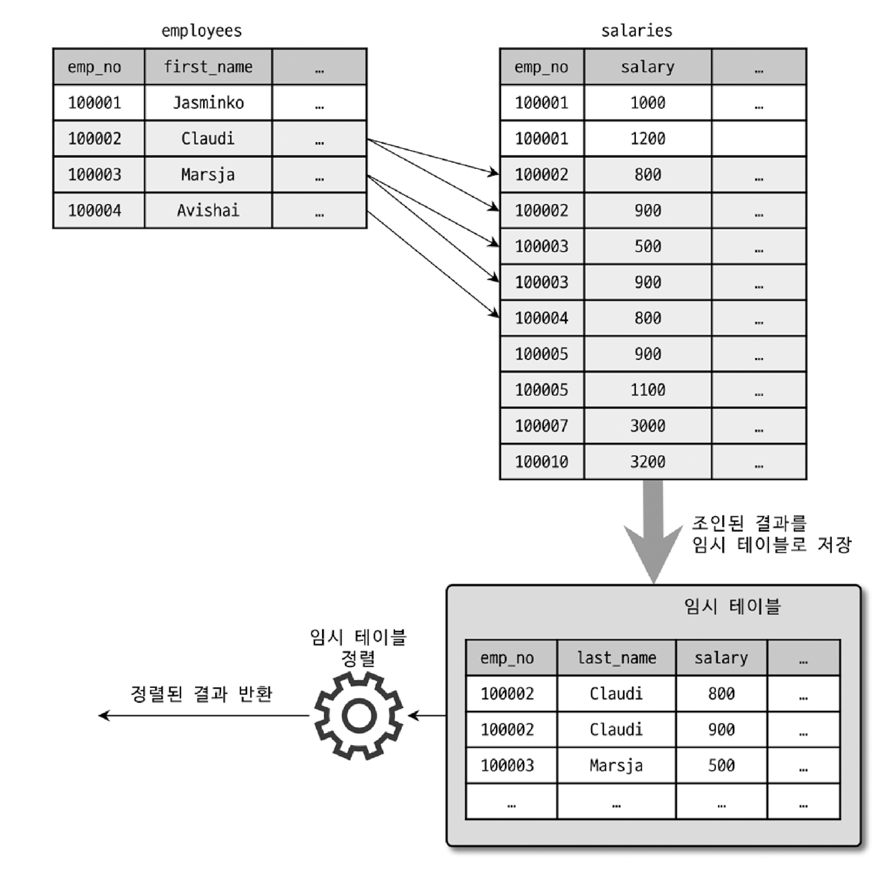 employees
emp_no first_name …
100001 Jasminko …
100002 Claudi …
100003 Marsja …
100004 Avishai …
salaries
emp_no salary …
100001 1000 …
100001 1200
100002 800 …
100002 900 …
100003 500 …
100003 900 …
100004 800 …
100005 900 …
100005 1100 …
100007 3000 …
100010 3200 …
조인된 결과를
임시 테이블로 저장
임시 테이블
emp_no last_name salary …
100002 Claudi 800 …
100002 Claudi 900 …
100003 Marsja 500 …
… … … …
임시 테이블
정렬
정렬된 결과 반환